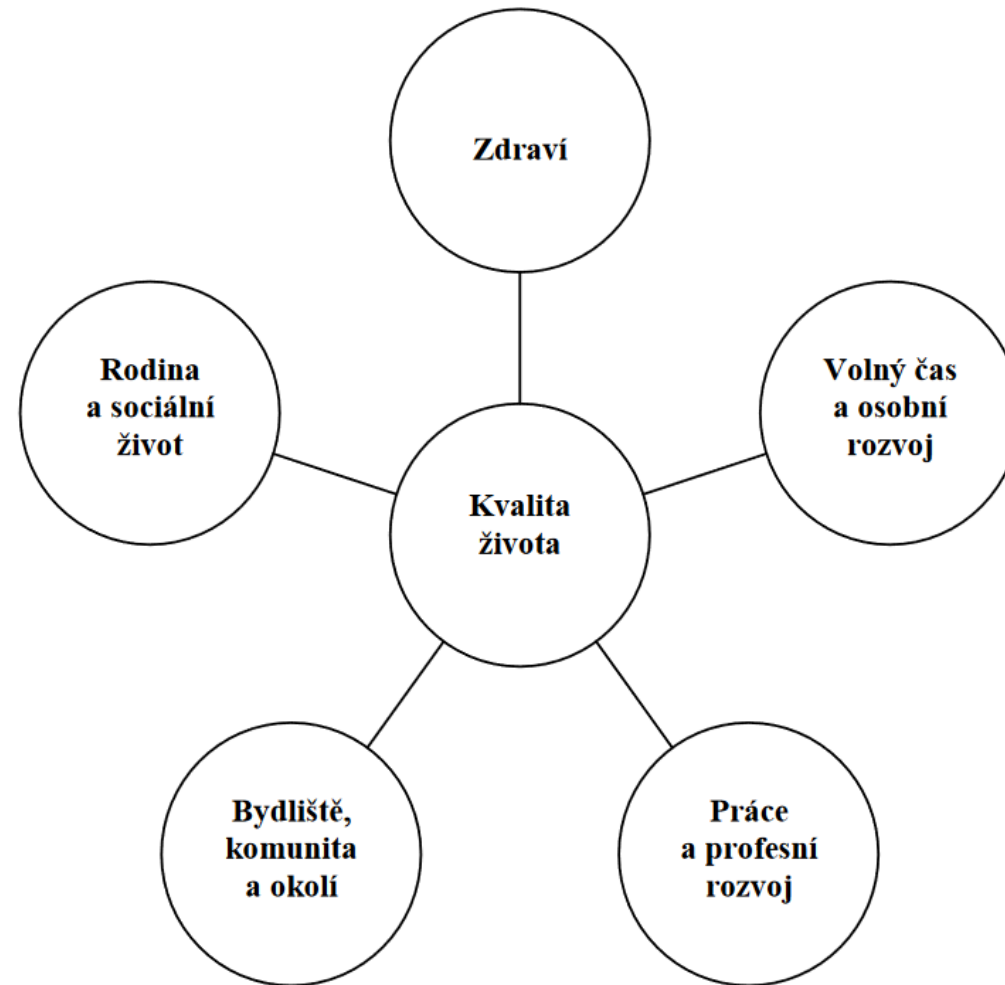 Zdraví
Rodina
a sociální
život
Volný čas
a osobní
rozvoj
Kvalita
života
Bydliště,
komunita
a okolí
Práce
a profesní
rozvoj